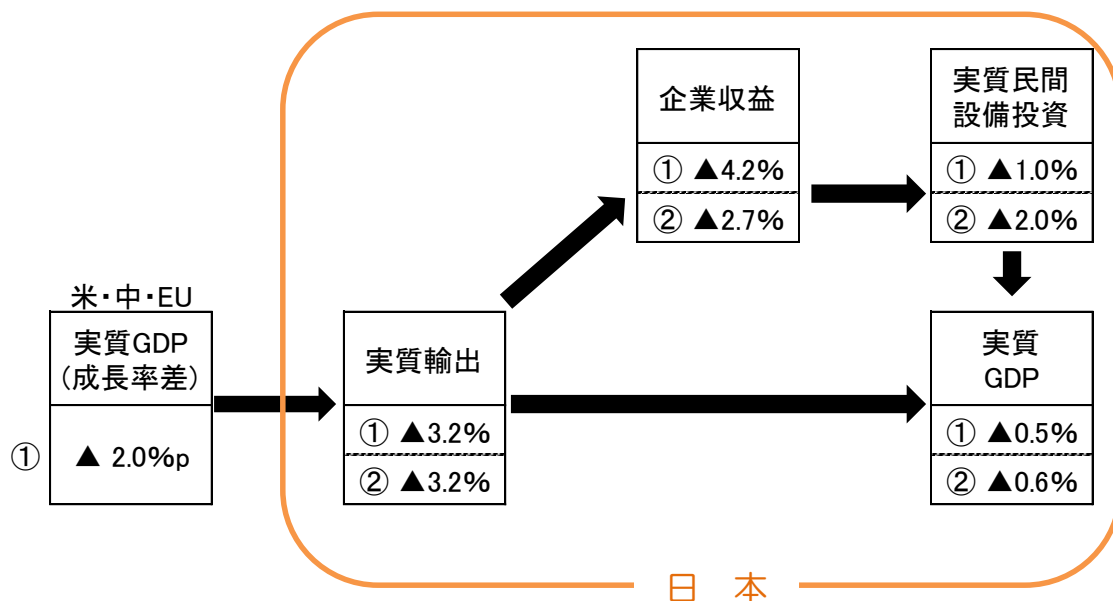 米・中・EU
実質GDP
(成長率差)
① ▲ 2.0%p
実質輸出
① ▲3.2%
② ▲3.2%
企業収益
① ▲4.2%
② ▲2.7%
実質民間
設備投資
① ▲1.0%
② ▲2.0%
実質
GDP
① ▲0.5%
② ▲0.6%
日 本